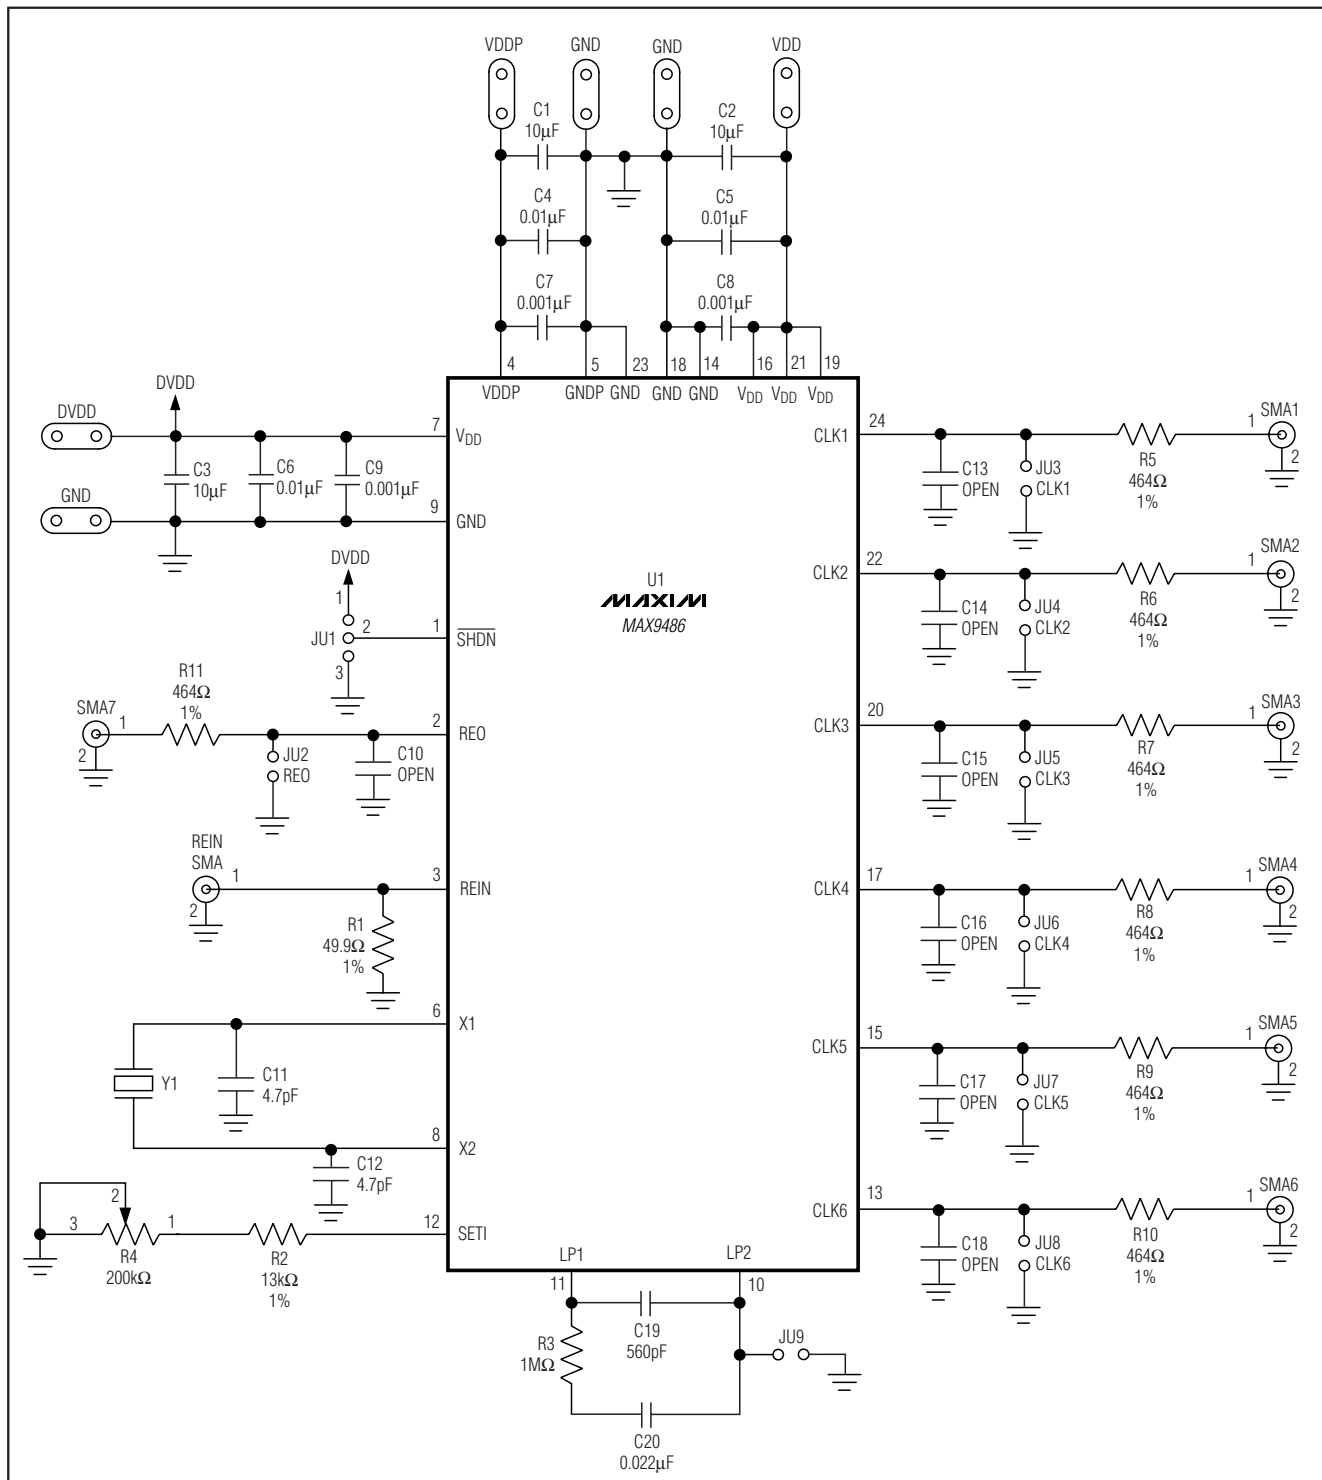 VDDP
GND
GND
VDD
C1
10µF
C2
10µF
C4
0.01µF
C5
0.01µF
C7
0.001µF
C8
0.001µF
4
5
23
18
14
16
21
19
VDDP
GNDP
GND
GND
GND
VDD
VDD
VDD
DVDD
DVDD
7
VDD
C3
10µF
C6
0.01µF
C9
0.001µF
GND
9
GND
DVDD
1
JU1
2
3
1
SHDN
U1
MAXIM
MAX9486
R11
464Ω
1%
SMA7
1
2
JU2
REO
C10
OPEN
2
REO
REIN
SMA
1
2
R1
49.9Ω
1%
3
REIN
6
X1
Y1
C11
4.7pF
8
X2
C12
4.7pF
2
3
1
R4
200kΩ
R2
13kΩ
1%
12
SETI
LP1
LP2
11
10
C19
560pF
R3
1MΩ
JU9
C20
0.022µF
CLK1
24
C13
OPEN
JU3
CLK1
R5
464Ω
1%
SMA1
1
2
CLK2
22
C14
OPEN
JU4
CLK2
R6
464Ω
1%
SMA2
1
2
CLK3
20
C15
OPEN
JU5
CLK3
R7
464Ω
1%
SMA3
1
2
CLK4
17
C16
OPEN
JU6
CLK4
R8
464Ω
1%
SMA4
1
2
CLK5
15
C17
OPEN
JU7
CLK5
R9
464Ω
1%
SMA5
1
2
CLK6
13
C18
OPEN
JU8
CLK6
R10
464Ω
1%
SMA6
1
2